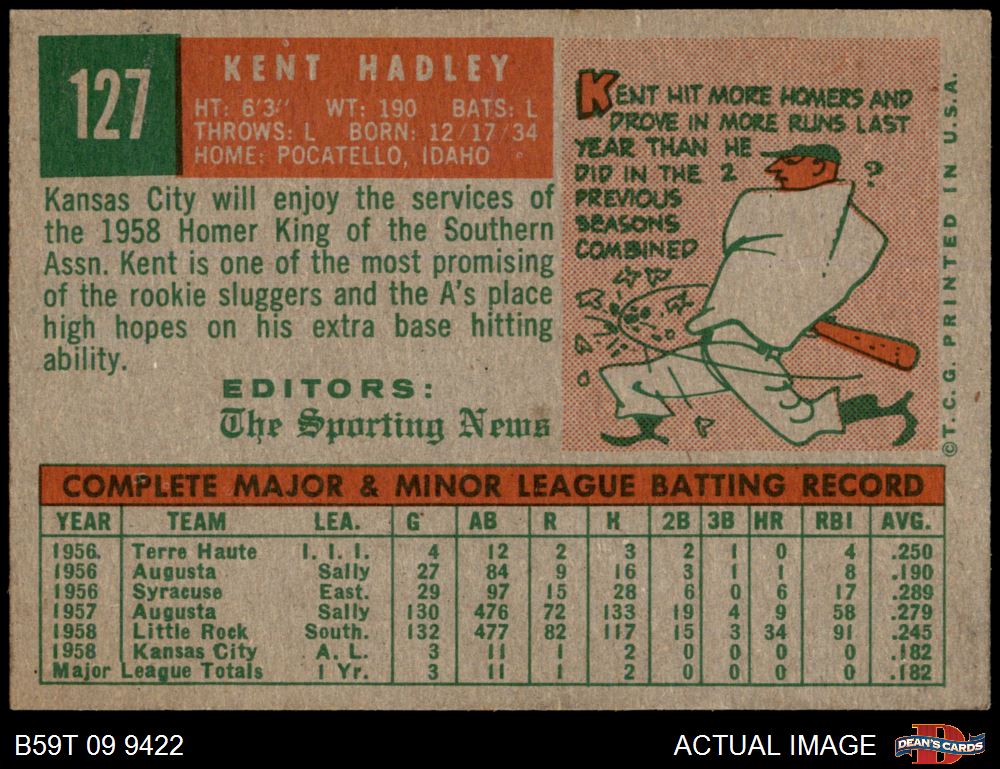 127
KENT HADLEY
HT: 6'3" WT: 190 BATS: L
THROWS: L BORN: 12/17/34
HOME: POCATELLO, IDAHO
Kansas City will enjoy the services of
the 1958 Homer King of the Southern
Assn. Kent is one of the most promising
of the rookie sluggers and the A's place
high hopes on his extra base hitting
ability.
EDITORS:
The Sporting News
KENT HIT MORE HOMERS AND
DROVE IN MORE RUNS LAST
YEAR THAN HE
DID IN THE 2
PREVIOUS
SEASONS
COMBINED
?
©T.C.G. PRINTED IN U.S.A.
COMPLETE MAJOR & MINOR LEAGUE BATTING RECORD
YEAR TEAM LEA. G AB R H 2B 3B HR RBI AVG.
1956 Terre Haute I. I. I. 4 12 2 3 2 1 0 4 .250
1956 Augusta Sally 27 84 9 16 3 1 1 8 .190
1956 Syracuse East. 29 97 15 28 6 0 6 17 .289
1957 Augusta Sally 130 476 72 133 19 4 9 58 .279
1958 Little Rock South. 132 477 82 117 15 3 34 91 .245
1958 Kansas City A. L. 3 11 1 2 0 0 0 0 .182
Major League Totals 1 Yr. 3 11 1 2 0 0 0 0 .182
B59T 09 9422
ACTUAL IMAGE
DEAN'S CARDS